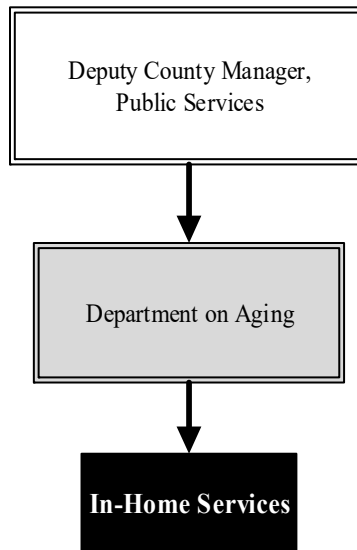 Deputy County Manager,
Public Services
Department on Aging
In-Home Services